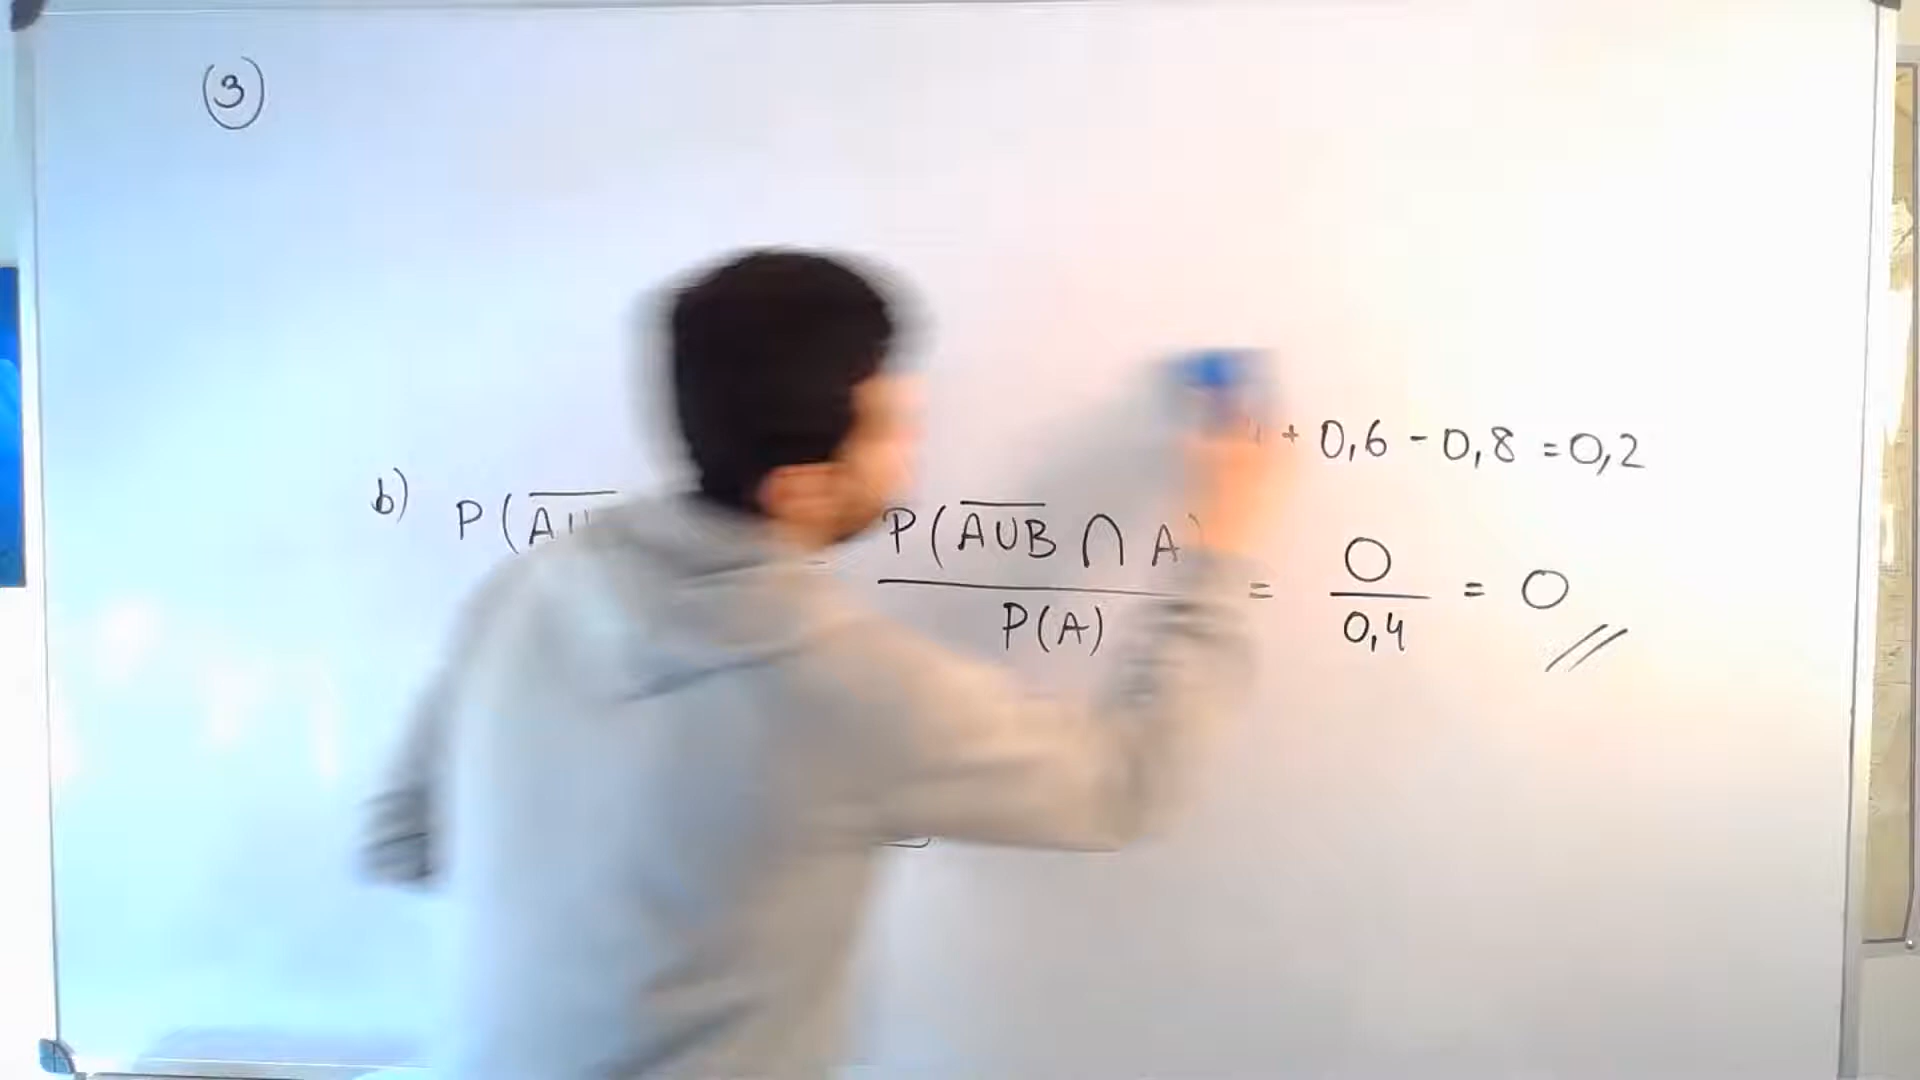 (3)
+ 0,6 - 0,8 = 0,2
b) P(A̅U̅ P(A̅U̅B̅ ∩ A) / P(A) = 0 / 0,4 = 0